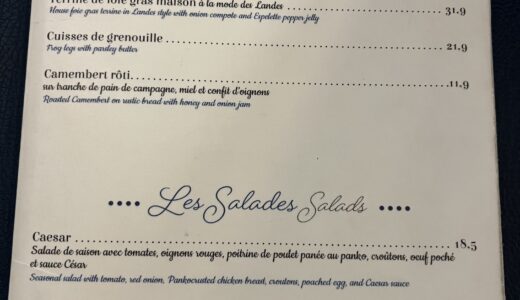 Terrine de foie gras maison à la mode des Landes . . . . . . . . 31.9
House foie gras terrine in Landes style with onion compote and Espelette pepper jelly
Cuisses de grenouille . . . . . . . . 21.9
Frog legs with parsley butter
Camembert rôti. . . . . . . . . 11.9
sur tranche de pain de campagne, miel et confit d'oignons
Roasted Camembert on rustic bread with honey and onion jam
Les Salades Salads
Caesar . . . . . . . . 18.5
Salade de saison avec tomates, oignons rouges, poitrine de poulet panée au panko, croûtons, oeuf poché
et sauce César
Seasonal salad with tomato, red onion, Pankocrusted chicken breast, croutons, poached egg, and Caesar sauce